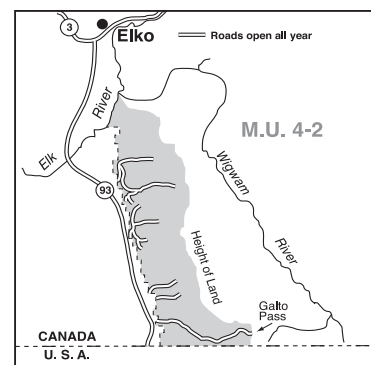 3
Elko
Roads open all year
River
Elk
M.U. 4-2
Wigwam
River
93
Height of Land
Galto
Pass
CANADA
U. S. A.